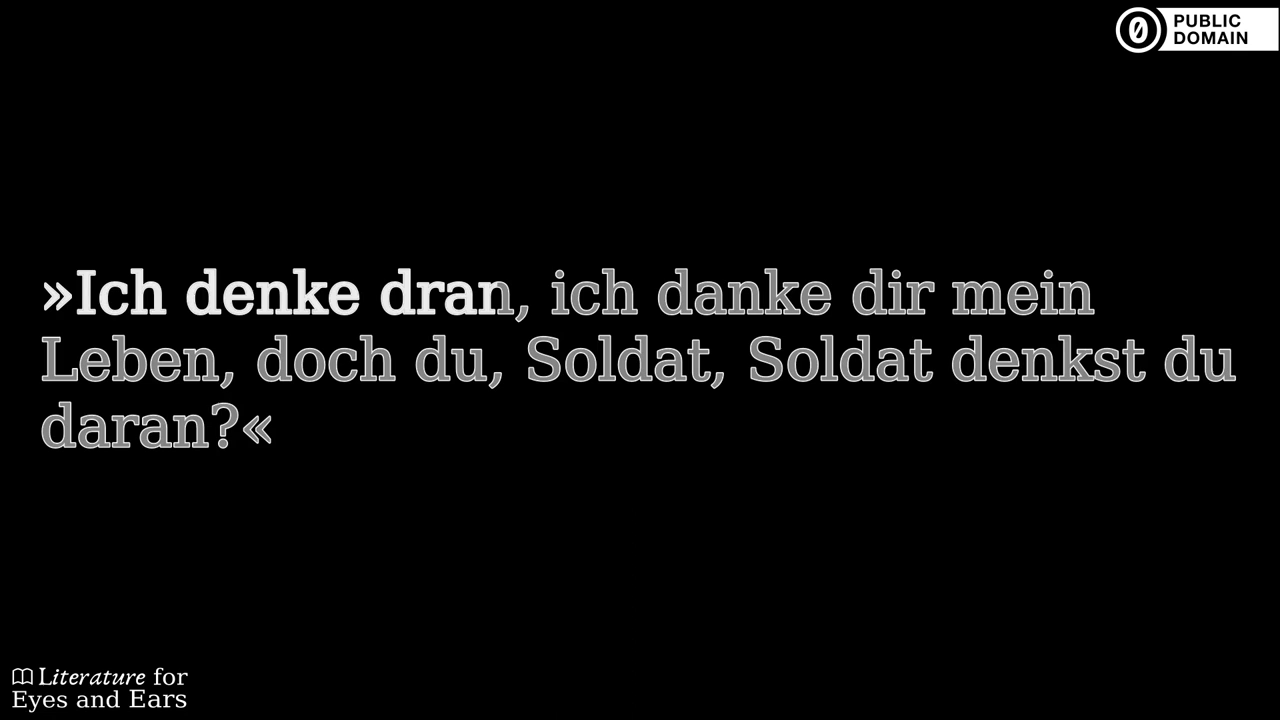 PUBLIC
DOMAIN
»Ich denke dran, ich danke dir mein
Leben, doch du, Soldat, Soldat denkst du
daran?«
Literature for
Eyes and Ears